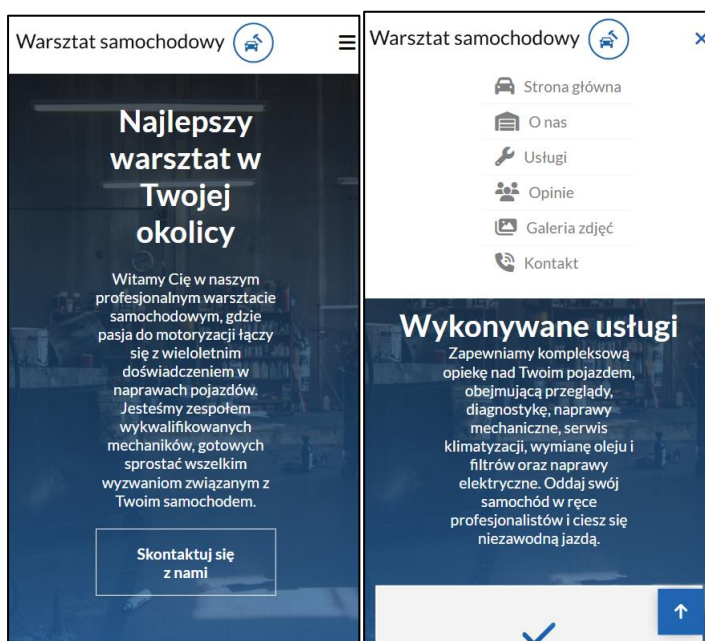 Warsztat samochodowy
Najlepszy
warsztat w
Twojej
okolicy
Witamy Cię w naszym
profesjonalnym warsztacie
samochodowym, gdzie
pasja do motoryzacji łączy
się z wieloletnim
doświadczeniem w
naprawach pojazdów.
Jesteśmy zespołem
wykwalifikowanych
mechaników, gotowych
sprostać wszelkim
wyzwaniom związanym z
Twoim samochodem.
Skontaktuj się
z nami
Warsztat samochodowy
Strona główna
O nas
Usługi
Opinie
Galeria zdjęć
Kontakt
Wykonywane usługi
Zapewniamy kompleksową
opiekę nad Twoim pojazdem,
obejmującą przeglądy,
diagnostykę, naprawy
mechaniczne, serwis
klimatyzacji, wymianę oleju i
filtrów oraz naprawy
elektryczne. Oddaj swój
samochód w ręce
profesjonalistów i ciesz się
niezawodną jazdą.